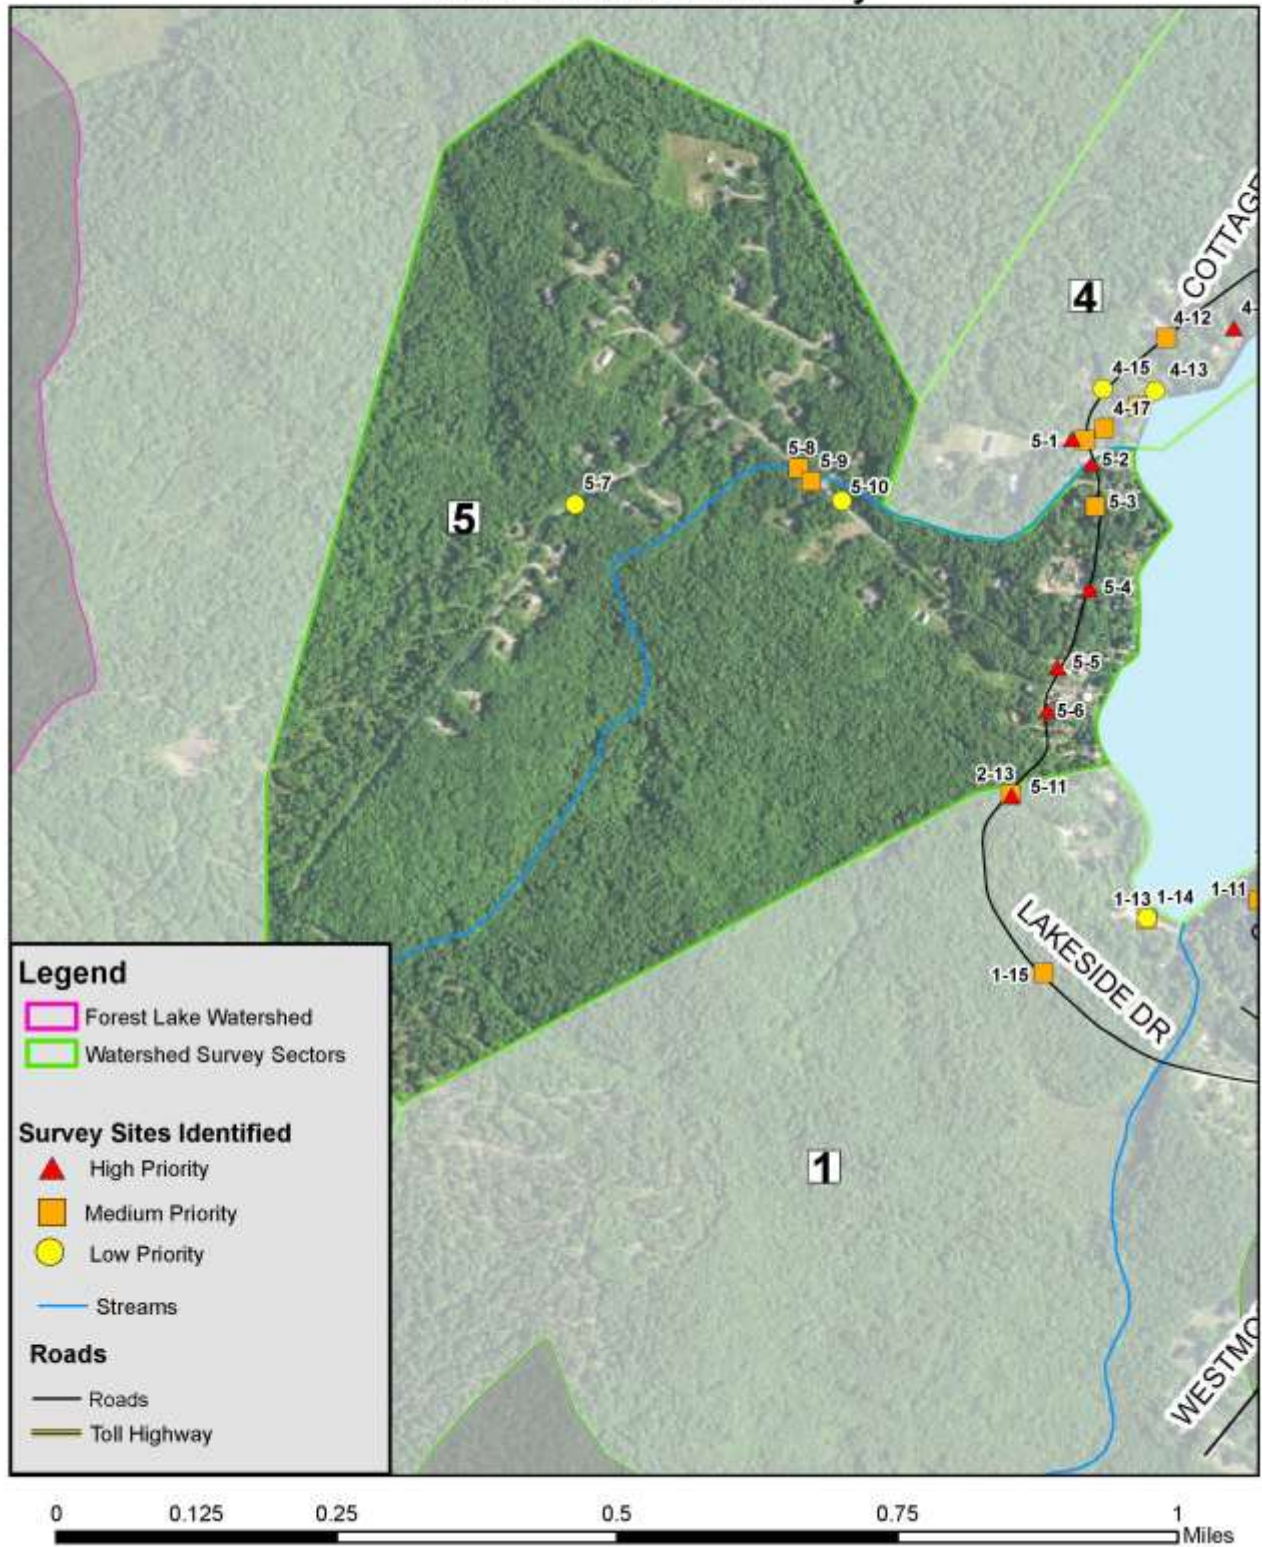 COTTAGE
4
4-12
4-15
4-13
4-17
5-1
5-2
5-8
5-9
5-7
5-10
5-3
5
5-4
5-5
5-6
2-13
5-11
1-13
1-14
1-11
LAKESIDE DR
1-15
1
Legend
Forest Lake Watershed
Watershed Survey Sectors
Survey Sites Identified
High Priority
Medium Priority
Low Priority
Streams
Roads
Roads
Toll Highway
WESTMO
0 0.125 0.25 0.5 0.75 1
Miles